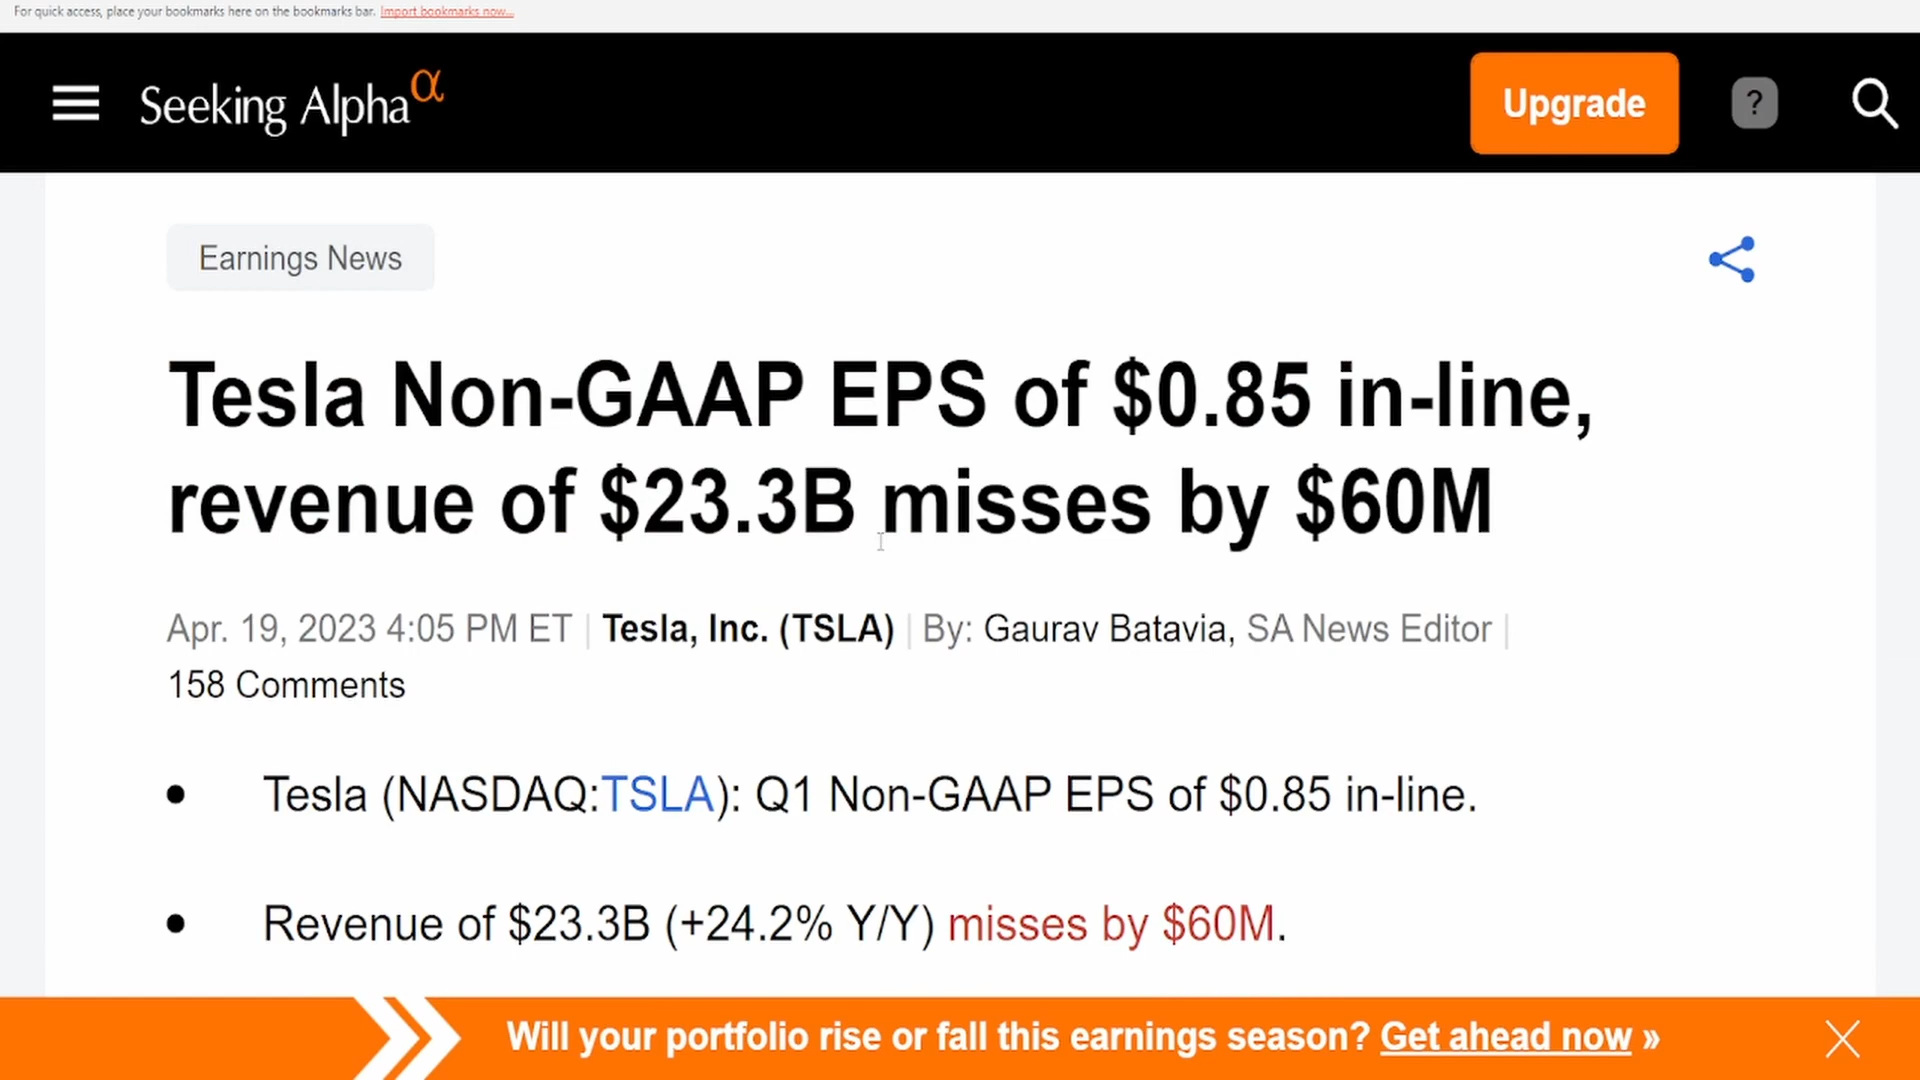 For quick access, place your bookmarks here on the bookmarks bar. Import bookmarks now...
Seeking Alpha α
Upgrade
?
Earnings News
Tesla Non-GAAP EPS of $0.85 in-line,
revenue of $23.3B misses by $60M
Apr. 19, 2023 4:05 PM ET | Tesla, Inc. (TSLA) | By: Gaurav Batavia, SA News Editor |
158 Comments
• Tesla (NASDAQ:TSLA): Q1 Non-GAAP EPS of $0.85 in-line.
• Revenue of $23.3B (+24.2% Y/Y) misses by $60M.
Will your portfolio rise or fall this earnings season? Get ahead now »